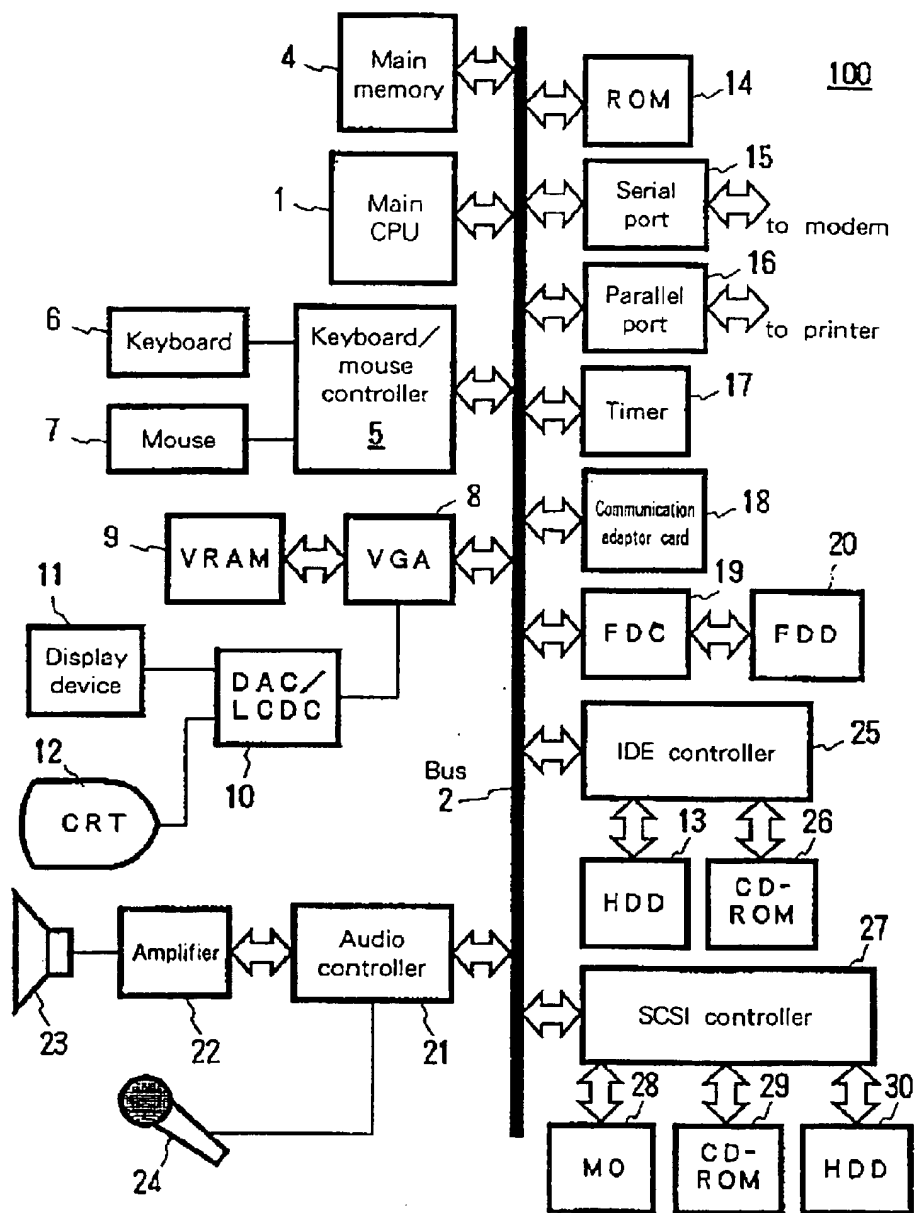 100
4
Main
memory
1
Main
CPU
6
Keyboard
7
Mouse
Keyboard/
mouse
controller
5
8
9
VRAM
VGA
11
Display
device
DAC/
LCDC
10
12
CRT
Bus
2
Amplifier
22
23
Audio
controller
21
24
ROM
14
15
Serial
port
to modem
16
Parallel
port
to printer
Timer
17
Communication
adaptor card
18
19
FDC
20
FDD
IDE controller
25
13
HDD
26
CD-
ROM
27
SCSI controller
28
MO
29
CD-
ROM
30
HDD